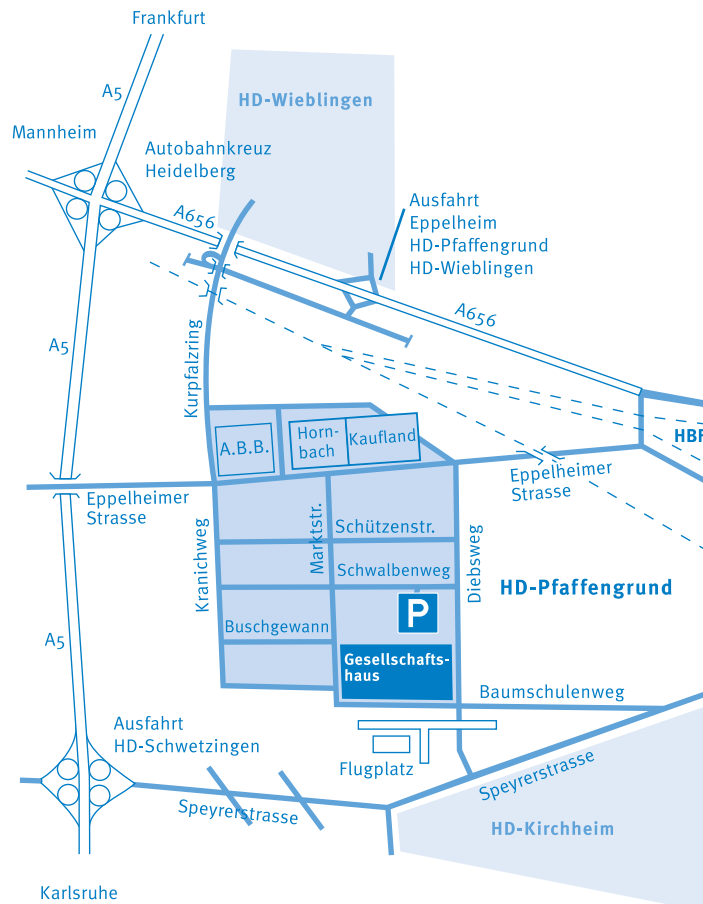 Frankfurt
A5
HD-Wieblingen
Mannheim
Autobahnkreuz
Heidelberg
A656
Ausfahrt
Eppelheim
HD-Pfaffengrund
HD-Wieblingen
A656
A5
Kurpfalzring
A.B.B.
Horn-
bach
Kaufland
HBF
Eppelheimer
Strasse
Eppelheimer
Strasse
Marktstr.
Schützenstr.
Kranichweg
Schwalbenweg
Diebsweg
HD-Pfaffengrund
P
Buschgewann
A5
Gesellschafts-
haus
Baumschulenweg
Ausfahrt
HD-Schwetzingen
Flugplatz
Speyrerstrasse
Speyrerstrasse
HD-Kirchheim
Karlsruhe